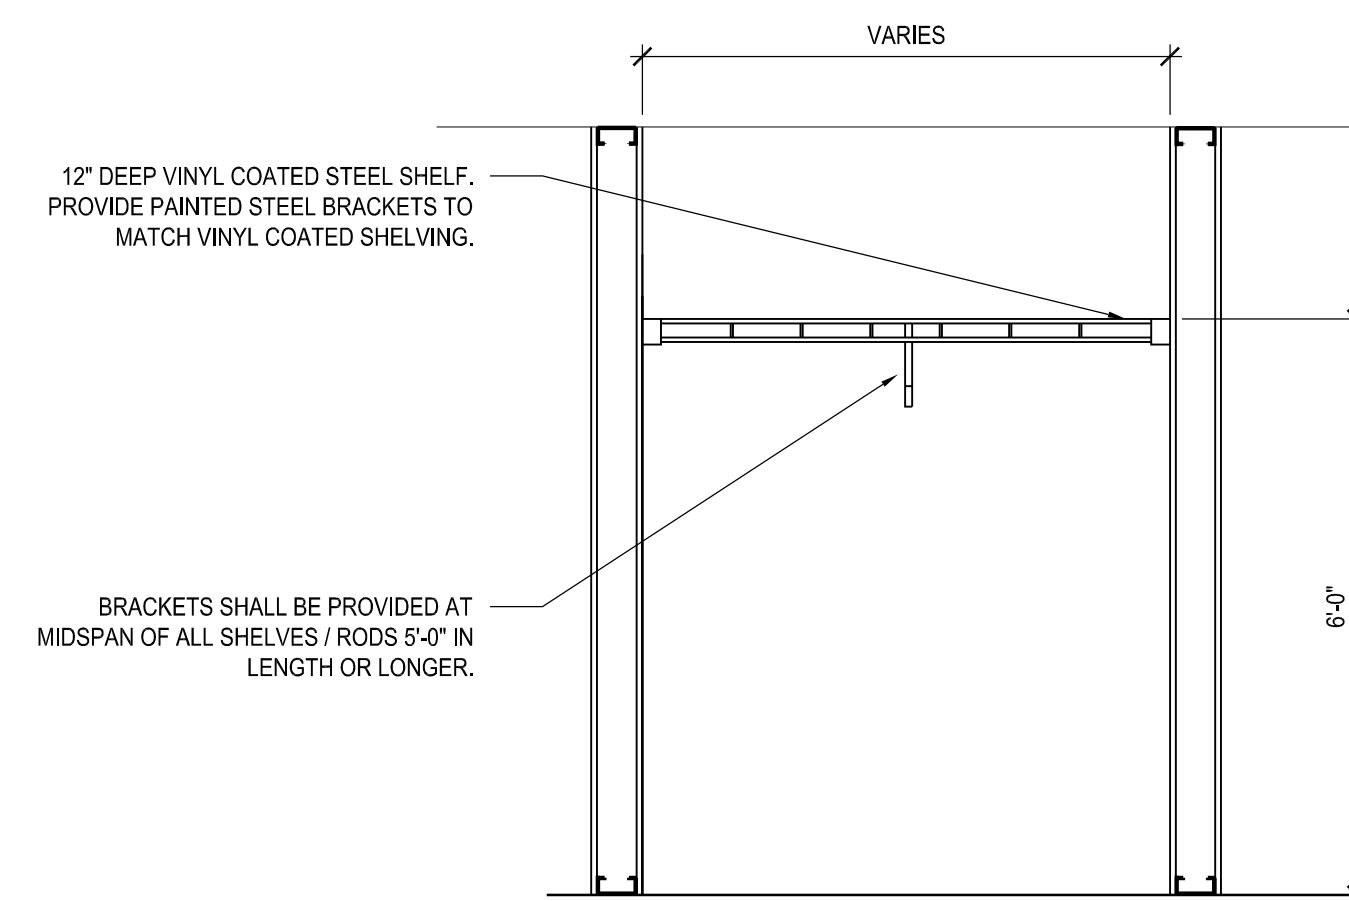 VARIES
12" DEEP VINYL COATED STEEL SHELF.
PROVIDE PAINTED STEEL BRACKETS TO
MATCH VINYL COATED SHELVING.
BRACKETS SHALL BE PROVIDED AT
MIDSPAN OF ALL SHELVES / RODS 5'-0" IN
LENGTH OR LONGER.
6'-0"